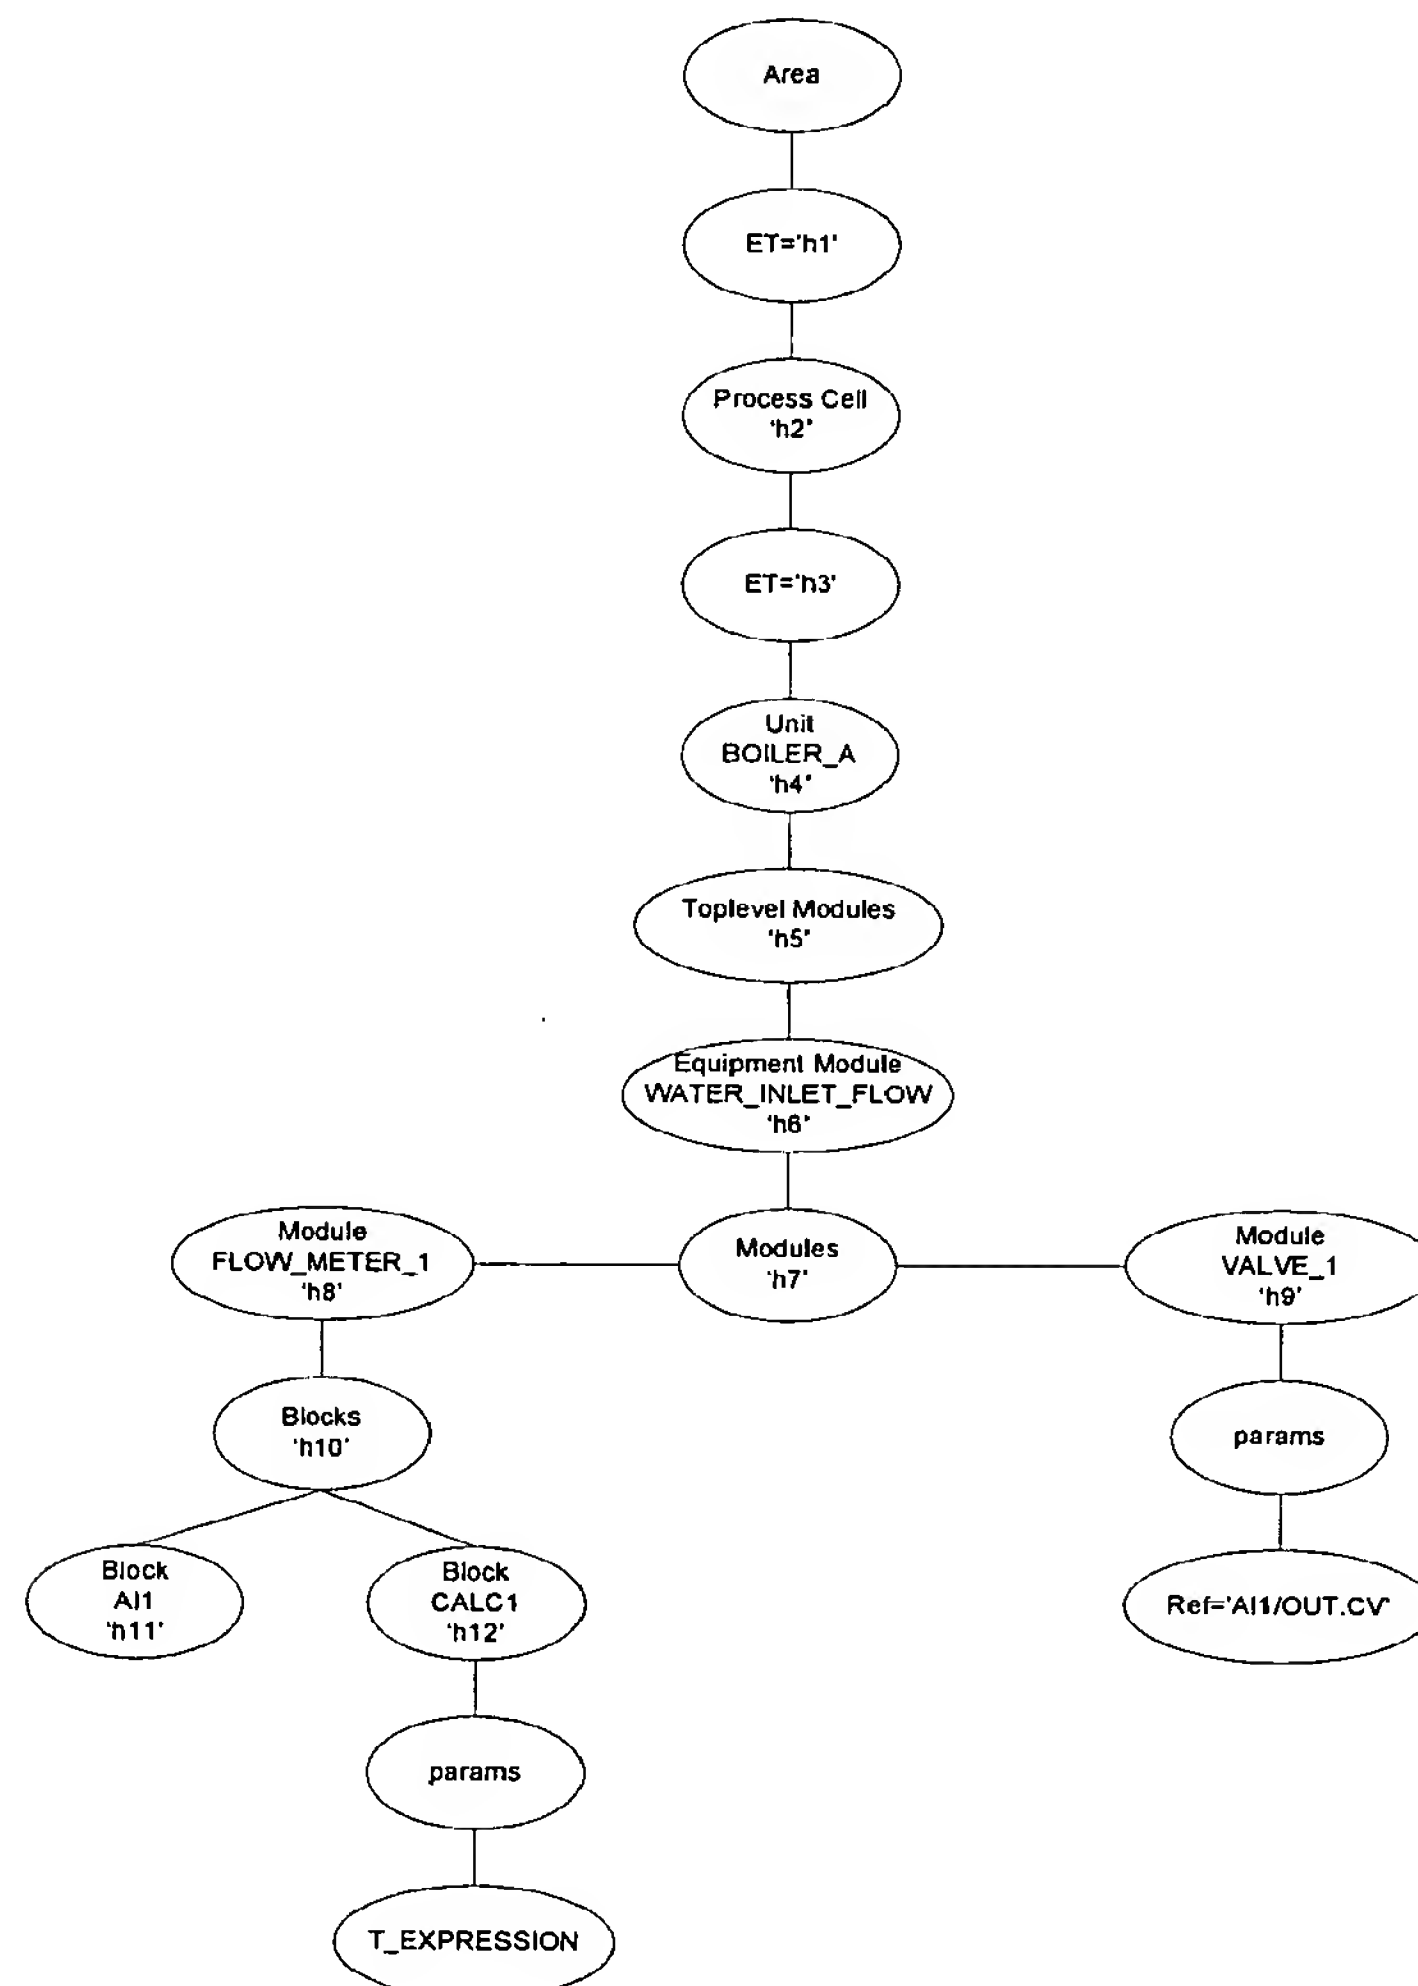 Area
ET='h1'
Process Cell
'h2'
ET='h3'
Unit
BOILER_A
'h4'
Toplevel Modules
'h5'
Equipment Module
WATER_INLET_FLOW
'h6'
Module
FLOW_METER_1
'h8'
Modules
'h7'
Module
VALVE_1
'h9'
Blocks
'h10'
params
Block
AI1
'h11'
Block
CALC1
'h12'
Ref='AI1/OUT.CV'
params
T_EXPRESSION